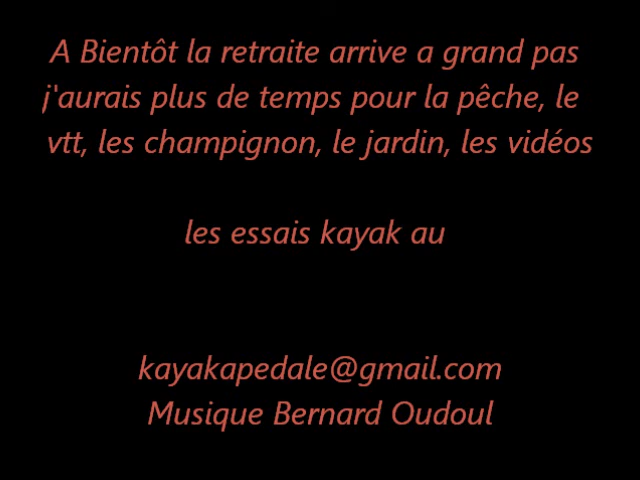 A Bientôt la retraite arrive a grand pas
j'aurais plus de temps pour la pêche, le
vtt, les champignon, le jardin, les vidéos
les essais kayak au
kayakapedale@gmail.com
Musique Bernard Oudoul